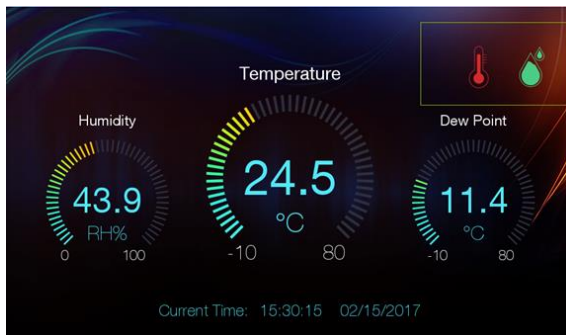 Temperature
Humidity
Dew Point
43.9
RH%
0 100
24.5
°C
-10 80
11.4
°C
-10 80
Current Time: 15:30:15 02/15/2017